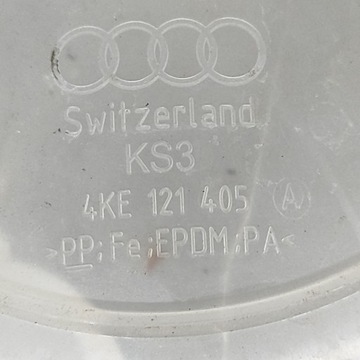 Switzerland
KS3
4KE 121 405 A
>PP;Fe;EPDM;PA<